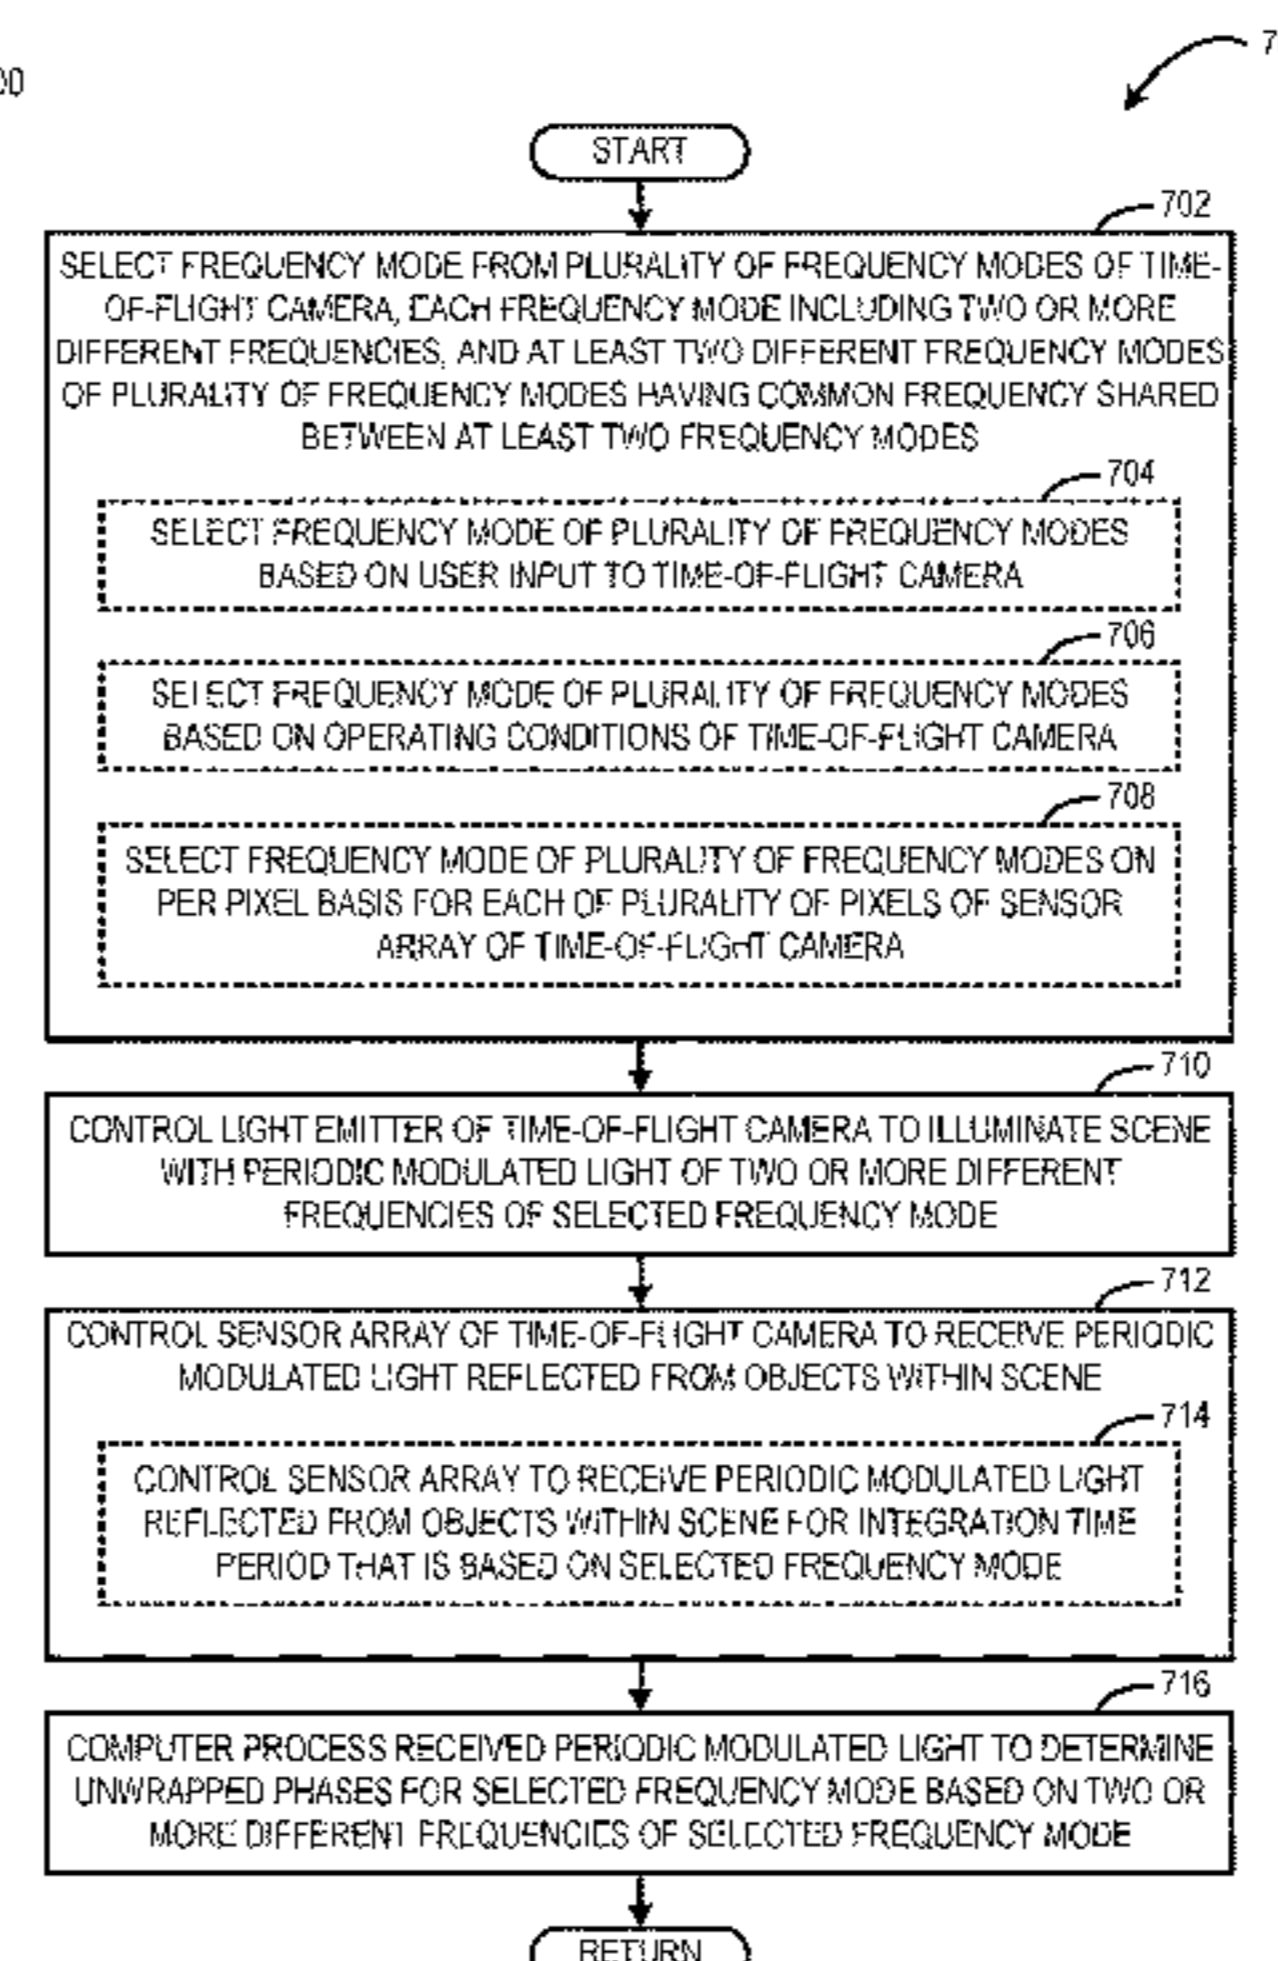 7
00
START
702
SELECT FREQUENCY MODE FROM PLURALITY OF FREQUENCY MODES OF TIME-
OF-FLIGHT CAMERA, EACH FREQUENCY MODE INCLUDING TWO OR MORE
DIFFERENT FREQUENCIES, AND AT LEAST TWO DIFFERENT FREQUENCY MODES
OF PLURALITY OF FREQUENCY MODES HAVING COMMON FREQUENCY SHARED
BETWEEN AT LEAST TWO FREQUENCY MODES
704
SELECT FREQUENCY MODE OF PLURALITY OF FREQUENCY MODES
BASED ON USER INPUT TO TIME-OF-FLIGHT CAMERA
706
SELECT FREQUENCY MODE OF PLURALITY OF FREQUENCY MODES
BASED ON OPERATING CONDITIONS OF TIME-OF-FLIGHT CAMERA
708
SELECT FREQUENCY MODE OF PLURALITY OF FREQUENCY MODES ON
PER PIXEL BASIS FOR EACH OF PLURALITY OF PIXELS OF SENSOR
ARRAY OF TIME-OF-FLIGHT CAMERA
710
CONTROL LIGHT EMITTER OF TIME-OF-FLIGHT CAMERA TO ILLUMINATE SCENE
WITH PERIODIC MODULATED LIGHT OF TWO OR MORE DIFFERENT
FREQUENCIES OF SELECTED FREQUENCY MODE
712
CONTROL SENSOR ARRAY OF TIME-OF-FLIGHT CAMERA TO RECEIVE PERIODIC
MODULATED LIGHT REFLECTED FROM OBJECTS WITHIN SCENE
714
CONTROL SENSOR ARRAY TO RECEIVE PERIODIC MODULATED LIGHT
REFLECTED FROM OBJECTS WITHIN SCENE FOR INTEGRATION TIME
PERIOD THAT IS BASED ON SELECTED FREQUENCY MODE
716
COMPUTER PROCESS RECEIVED PERIODIC MODULATED LIGHT TO DETERMINE
UNWRAPPED PHASES FOR SELECTED FREQUENCY MODE BASED ON TWO OR
MORE DIFFERENT FREQUENCIES OF SELECTED FREQUENCY MODE
RETURN